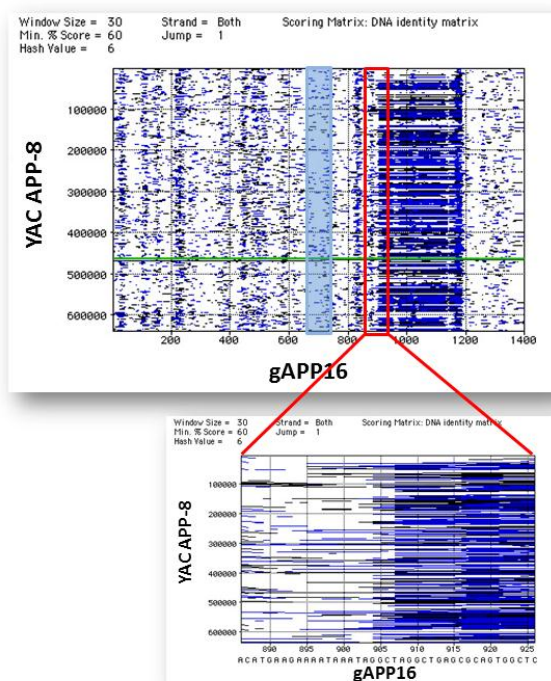 Window Size = 30 Strand = Both Scoring Matrix: DNA identity matrix
Min. % Score = 60 Jump = 1
Hash Value = 6
YAC APP-8
100000
200000
300000
400000
500000
600000
200 400 600 800 1000 1200 1400
gAPP16
Window Size = 30 Strand = Both Scoring Matrix: DNA identity matrix
Min. % Score = 60 Jump = 1
Hash Value = 6
YAC APP-8
100000
200000
300000
400000
500000
600000
890 895 900 905 910 915 920 925
A C A T G A A G A A A A T A A A T A G G C T A G G C T G A G C G C A G T G G C T C
gAPP16